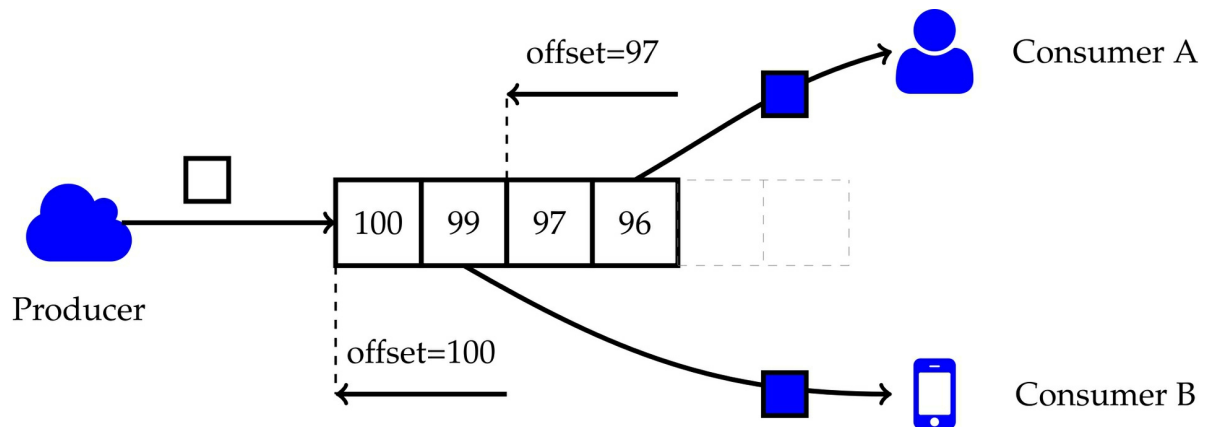 offset=97
Consumer A
100 99 97 96
Producer
offset=100
Consumer B